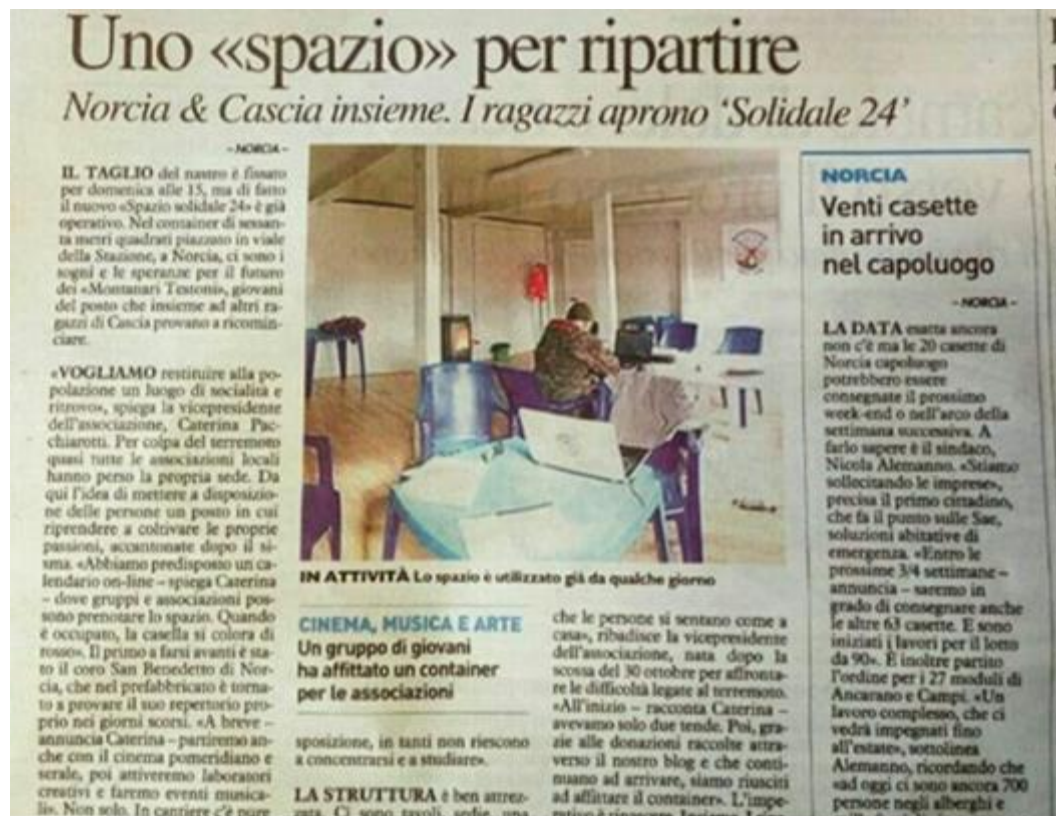 Uno «spazio» per ripartire
Norcia & Cascia insieme. I ragazzi aprono 'Solidale 24'
– NORCIA –
IL TAGLIO del nastro è fissato
per domenica alle 15, ma di fatto
il nuovo «Spazio solidale 24» è già
operativo. Nel container di sessan-
ta metri quadrati piazzato in viale
della Stazione, a Norcia, ci sono i
sogni e le speranze per il futuro
dei «Montanari Testoni», giovani
del posto che insieme ad altri ra-
gazzi di Cascia provano a ricomin-
ciare.
«VOGLIAMO restituire alla po-
polazione un luogo di socialità e
ritrovo», spiega la vicepresidente
dell'associazione, Caterina Pac-
chiarotti. Per colpa del terremoto
quasi tutte le associazioni locali
hanno perso la propria sede. Da
qui l'idea di mettere a disposizio-
ne delle persone un posto in cui
riprendere a coltivare le proprie
passioni, accantonate dopo il si-
sma. «Abbiamo predisposto un ca-
lendario on-line – spiega Caterina
– dove gruppi e associazioni pos-
sono prenotare lo spazio. Quando
è occupato, la casella si colora di
rosso». Il primo a farsi avanti è sta-
to il coro San Benedetto di Nor-
cia, che nel prefabbricato è torna-
to a provare il suo repertorio pro-
prio nei giorni scorsi. «A breve –
annuncia Caterina – partiremo an-
che con il cinema pomeridiano e
serale, poi attiveremo laboratori
creativi e faremo eventi musica-
li». Non solo. In cantiere c'è pure
IN ATTIVITÀ Lo spazio è utilizzato già da qualche giorno
CINEMA, MUSICA E ARTE
Un gruppo di giovani
ha affittato un container
per le associazioni
sposizione, in tanti non riescono
a concentrarsi e a studiare».
LA STRUTTURA è ben attrez-
zata. Ci sono tavoli, sedie, una
che le persone si sentano come a
casa», ribadisce la vicepresidente
dell'associazione, nata dopo la
scossa del 30 ottobre per affronta-
re le difficoltà legate al terremoto.
«All'inizio – racconta Caterina –
avevamo solo due tende. Poi, gra-
zie alle donazioni raccolte attra-
verso il nostro blog e che conti-
nuano ad arrivare, siamo riusciti
ad affittare il container». L'impe-
NORCIA
Venti casette
in arrivo
nel capoluogo
– NORCIA –
LA DATA esatta ancora
non c'è ma le 20 casette di
Norcia capoluogo
potrebbero essere
consegnate il prossimo
week-end o nell'arco della
settimana successiva. A
farlo sapere è il sindaco,
Nicola Alemanno. «Stiamo
sollecitando le imprese»,
precisa il primo cittadino,
che fa il punto sulle Sae,
soluzioni abitative di
emergenza. «Entro le
prossime 3/4 settimane –
annuncia – saremo in
grado di consegnare anche
le altre 63 casette. E sono
iniziati i lavori per il lotto
da 90». È inoltre partito
l'ordine per i 27 moduli di
Ancarano e Campi. «Un
lavoro complesso, che ci
vedrà impegnati fino
all'estate», sottolinea
Alemanno, ricordando che
«ad oggi ci sono ancora 700
persone negli alberghi e